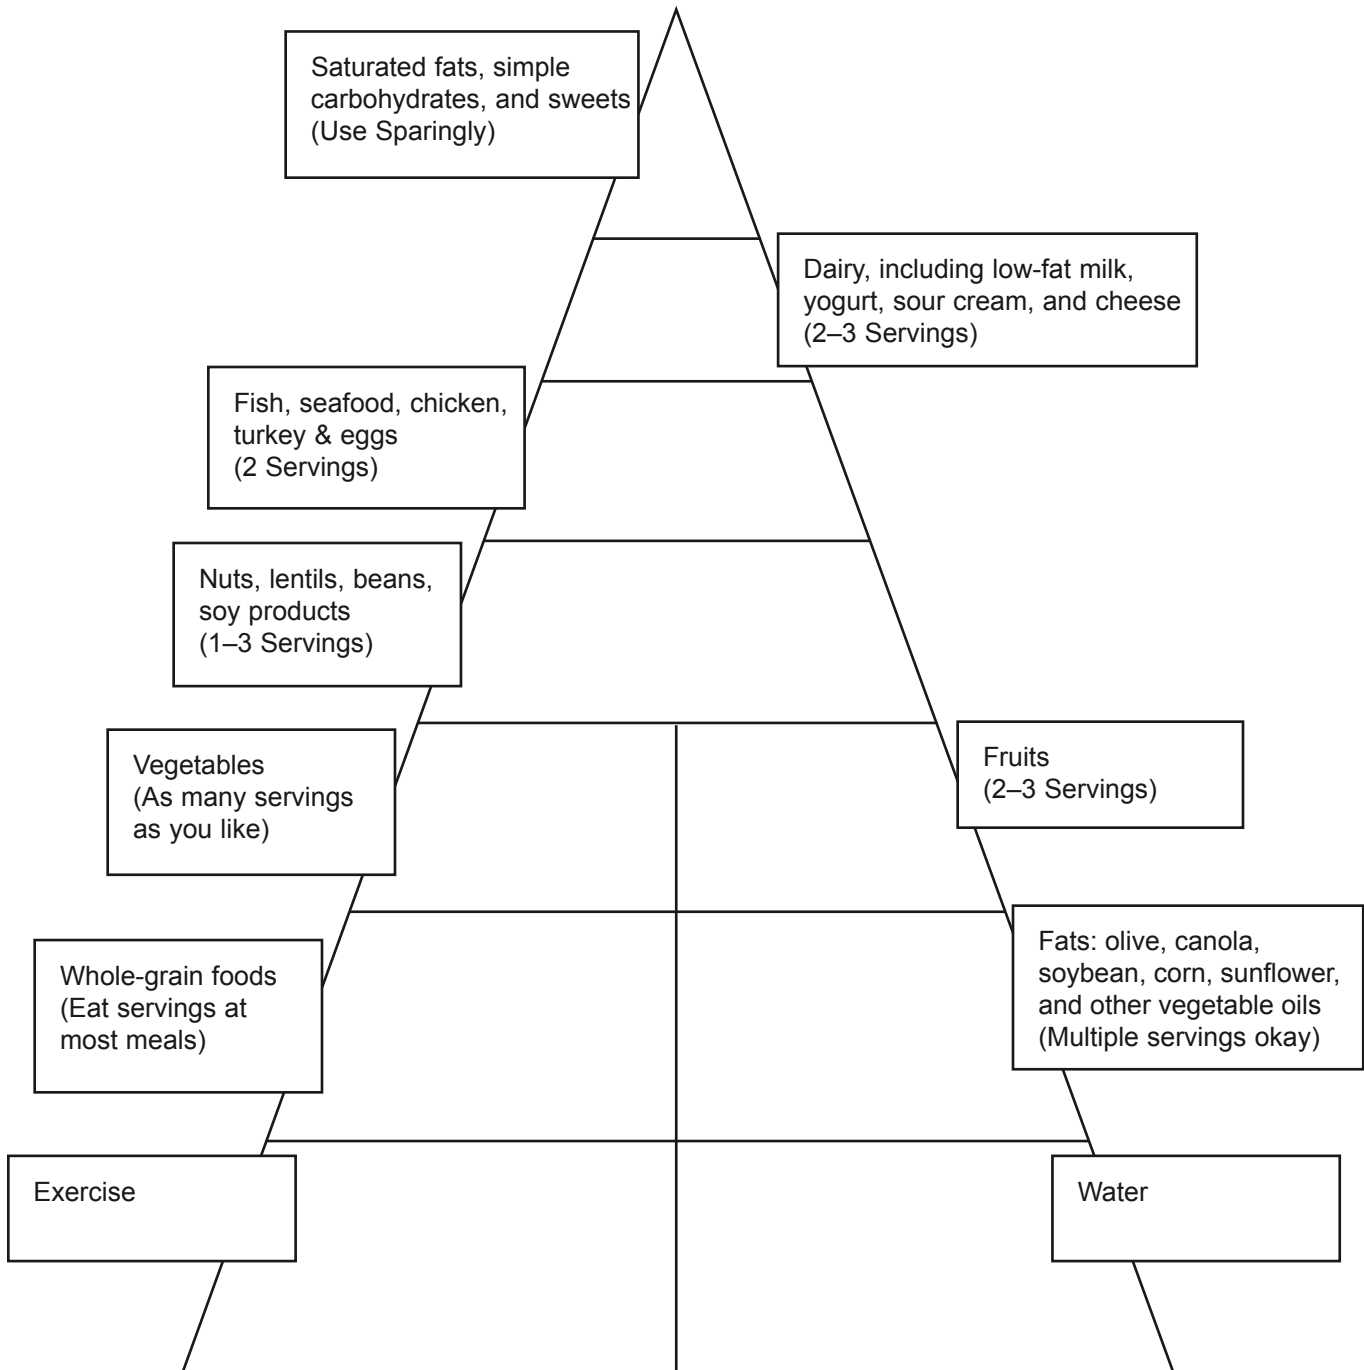 Saturated fats, simple
carbohydrates, and sweets
(Use Sparingly)
Dairy, including low-fat milk,
yogurt, sour cream, and cheese
(2–3 Servings)
Fish, seafood, chicken,
turkey & eggs
(2 Servings)
Nuts, lentils, beans,
soy products
(1–3 Servings)
Vegetables
(As many servings
as you like)
Fruits
(2–3 Servings)
Whole-grain foods
(Eat servings at
most meals)
Fats: olive, canola,
soybean, corn, sunflower,
and other vegetable oils
(Multiple servings okay)
Exercise
Water